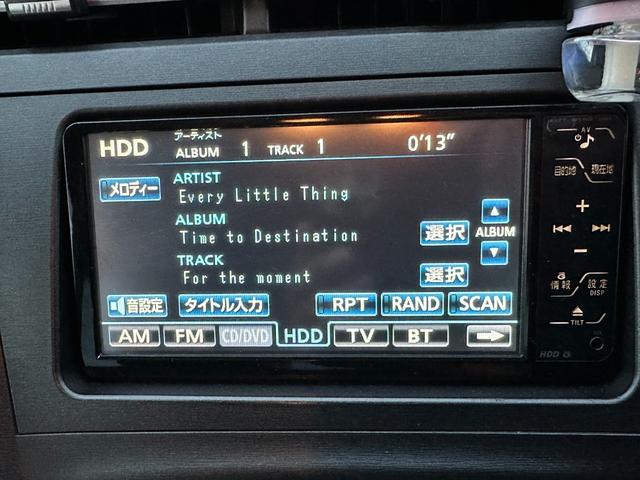 HDD アーティスト
ALBUM 1 TRACK 1 0'13"
メロディー ARTIST
Every Little Thing
ALBUM
Time to Destination 選択 ALBUM
TRACK
For the moment 選択
音設定 タイトル入力 RPT RAND SCAN
AM FM CD/DVD HDD TV BT
AV
目的地 現在地
+
-
情報 設定
DISP
TILT
HDD